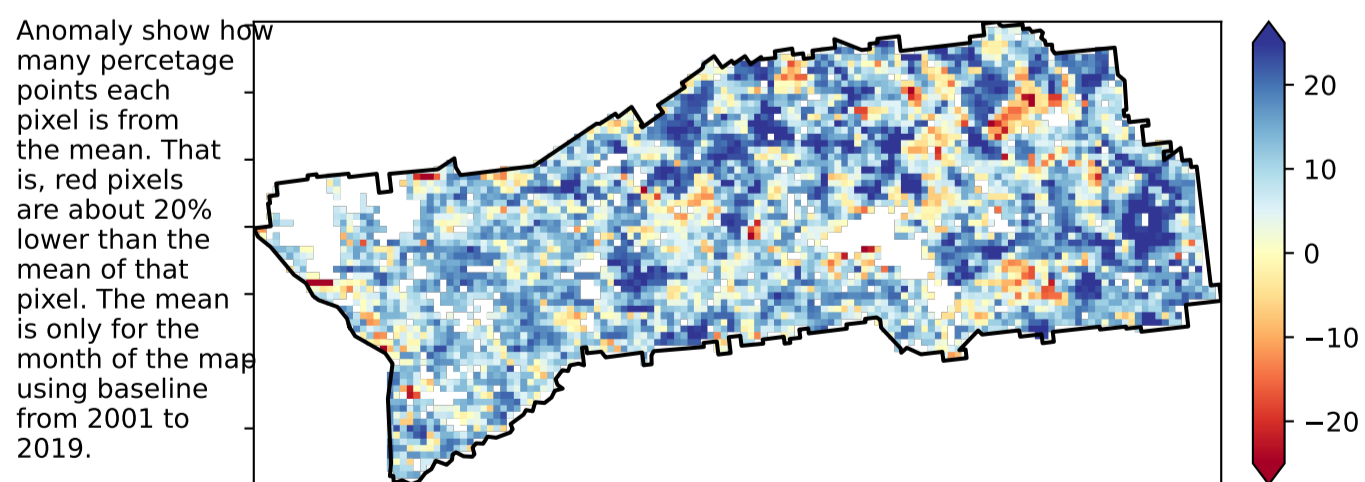 Anomaly show how
many percetage
points each
pixel is from
the mean. That
is, red pixels
are about 20%
lower than the
mean of that
pixel. The mean
is only for the
month of the map
using baseline
from 2001 to
2019.
20
10
0
−10
−20